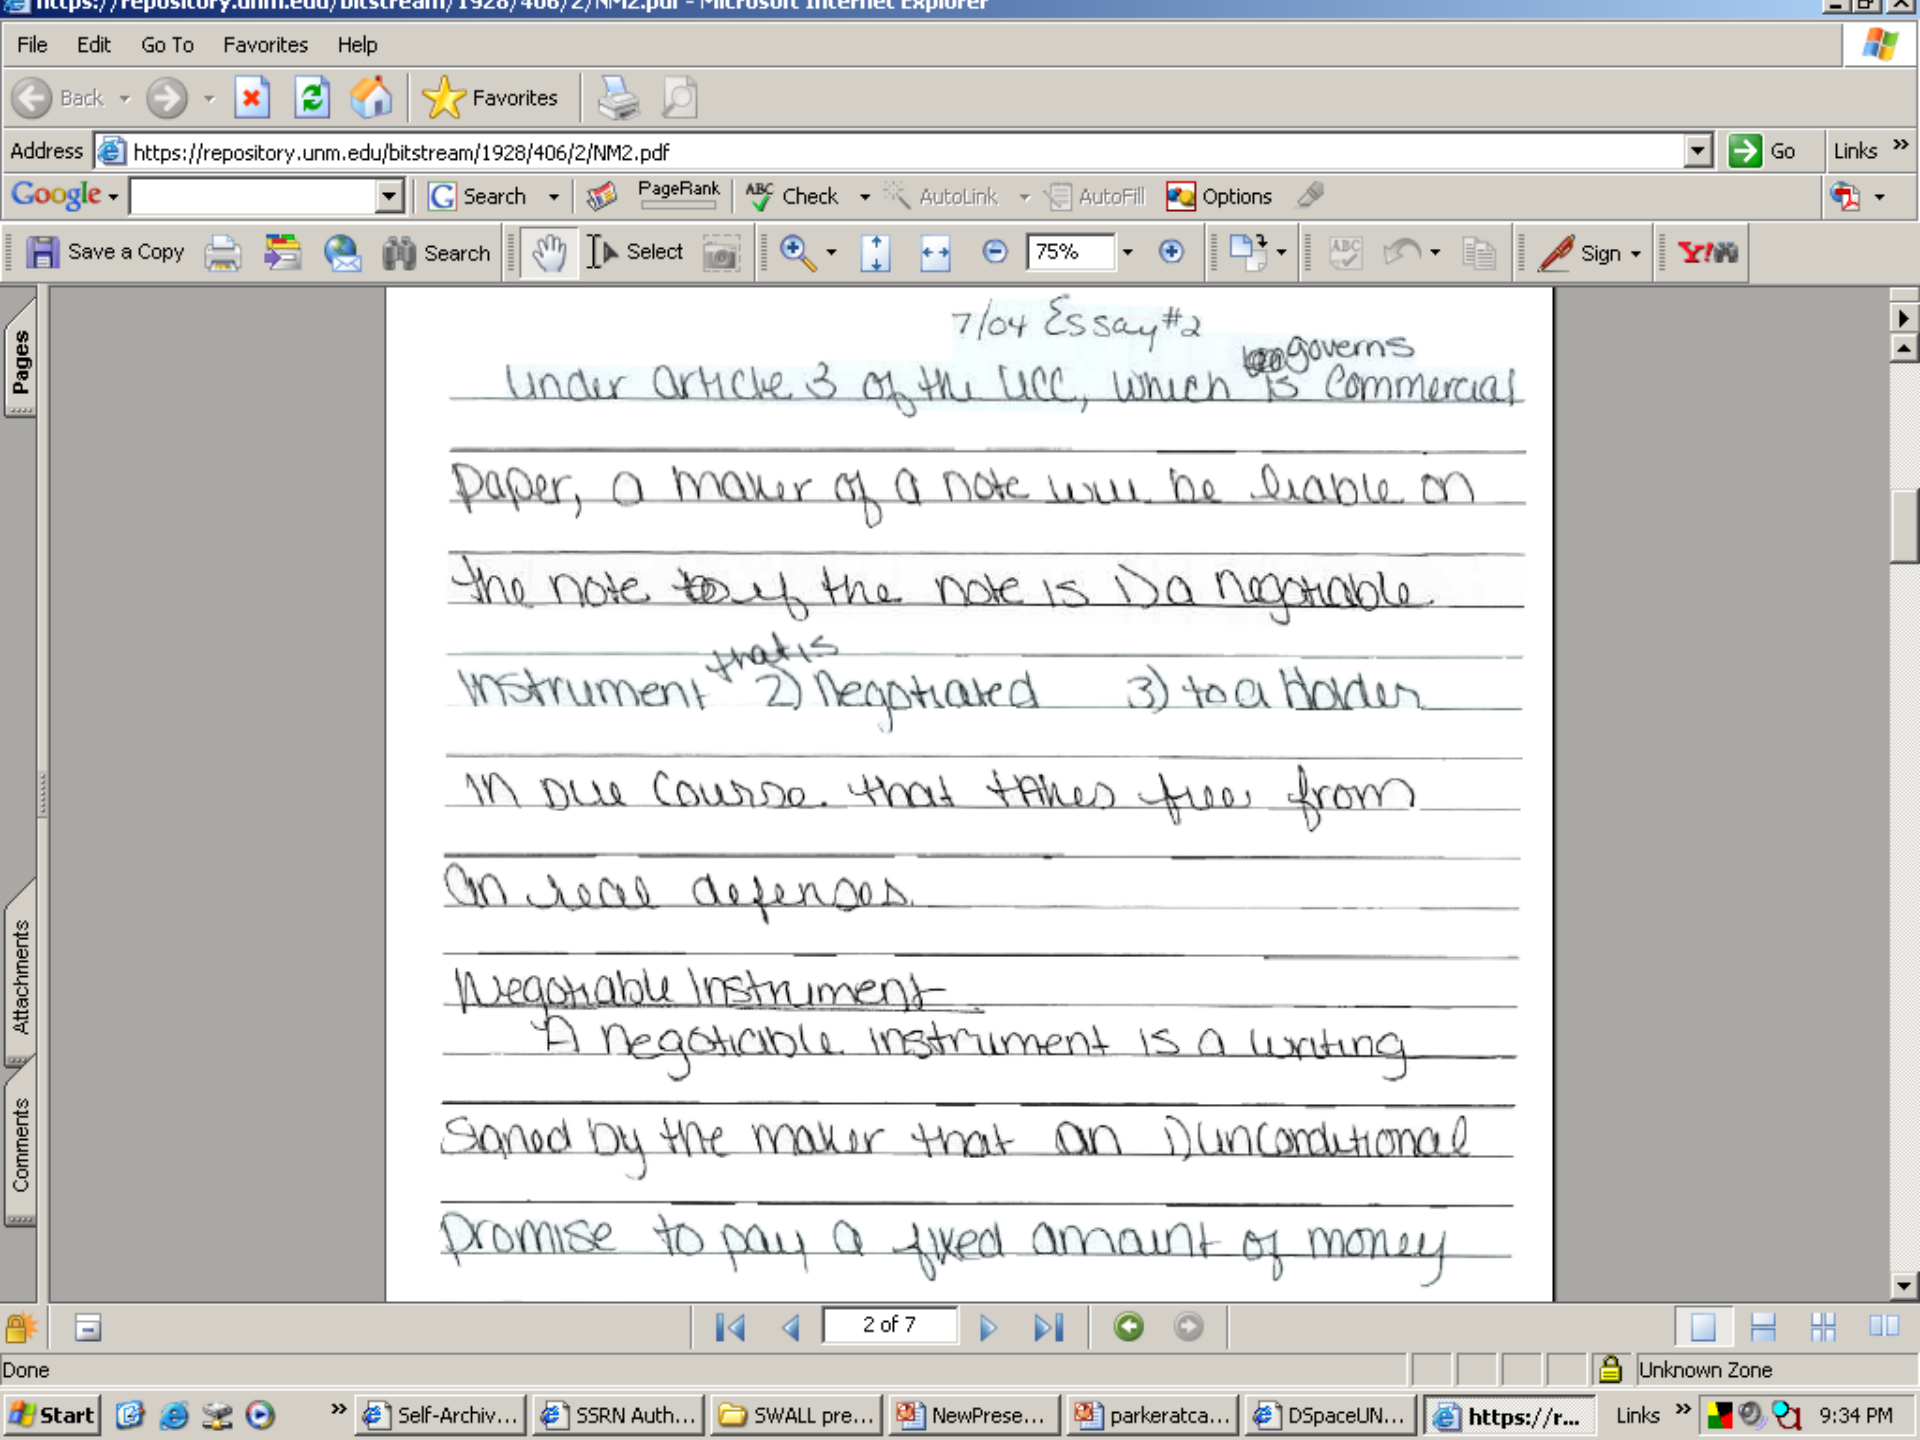 https://repository.unm.edu/bitstream/1928/406/2/NM2.pdf - Microsoft Internet Explorer
File Edit Go To Favorites Help
Back Favorites
Address https://repository.unm.edu/bitstream/1928/406/2/NM2.pdf Go Links »
Google Search PageRank ABC Check AutoLink AutoFill Options
Save a Copy Search Select 75% ABC Sign Y!
Pages
Attachments
Comments
7/04 Essay #2
governs
Under Article 3 of the UCC, which is Commercial
paper, a maker of a note will be liable on
the note if the note is 1) a negotiable
that is
instrument 2) Negotiated 3) to a Holder
in Due Course. that takes free from
an real defenses.
Negotiable Instrument
A negotiable instrument is a writing
Signed by the maker that an 1) unconditional
promise to pay a fixed amount of money
2 of 7
Done Unknown Zone
Start » Self-Archiv... SSRN Auth... SWALL pre... NewPrese... parkeratca... DSpaceUN... https://r... Links » 9:34 PM